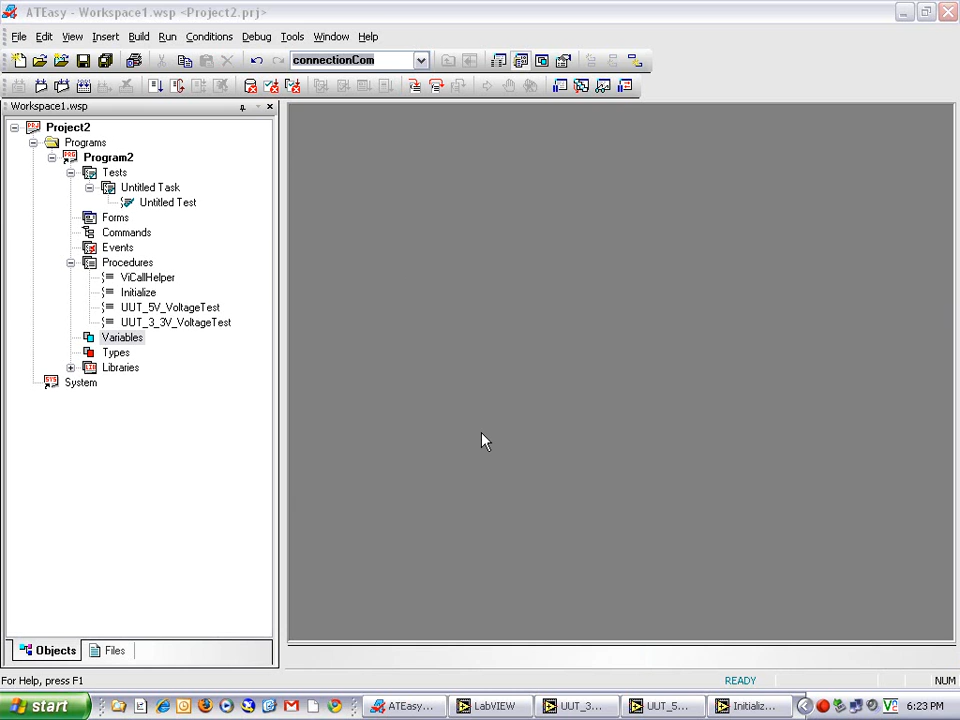 ATEasy - Workspace1.wsp <Project2.prj>
File Edit View Insert Build Run Conditions Debug Tools Window Help
connectionCom
Workspace1.wsp
Project2
Programs
Program2
Tests
Untitled Task
Untitled Test
Forms
Commands
Events
Procedures
ViCallHelper
Initialize
UUT_5V_VoltageTest
UUT_3_3V_VoltageTest
Variables
Types
Libraries
System
Objects Files
For Help, press F1 READY NUM
start ATEasy... LabVIEW UUT_3... UUT_5... Initializ... 6:23 PM